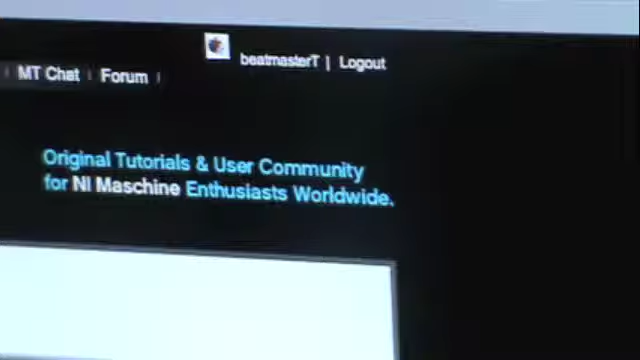 beatmasterT | Logout
MT Chat | Forum |
Original Tutorials & User Community
for NI Maschine Enthusiasts Worldwide.